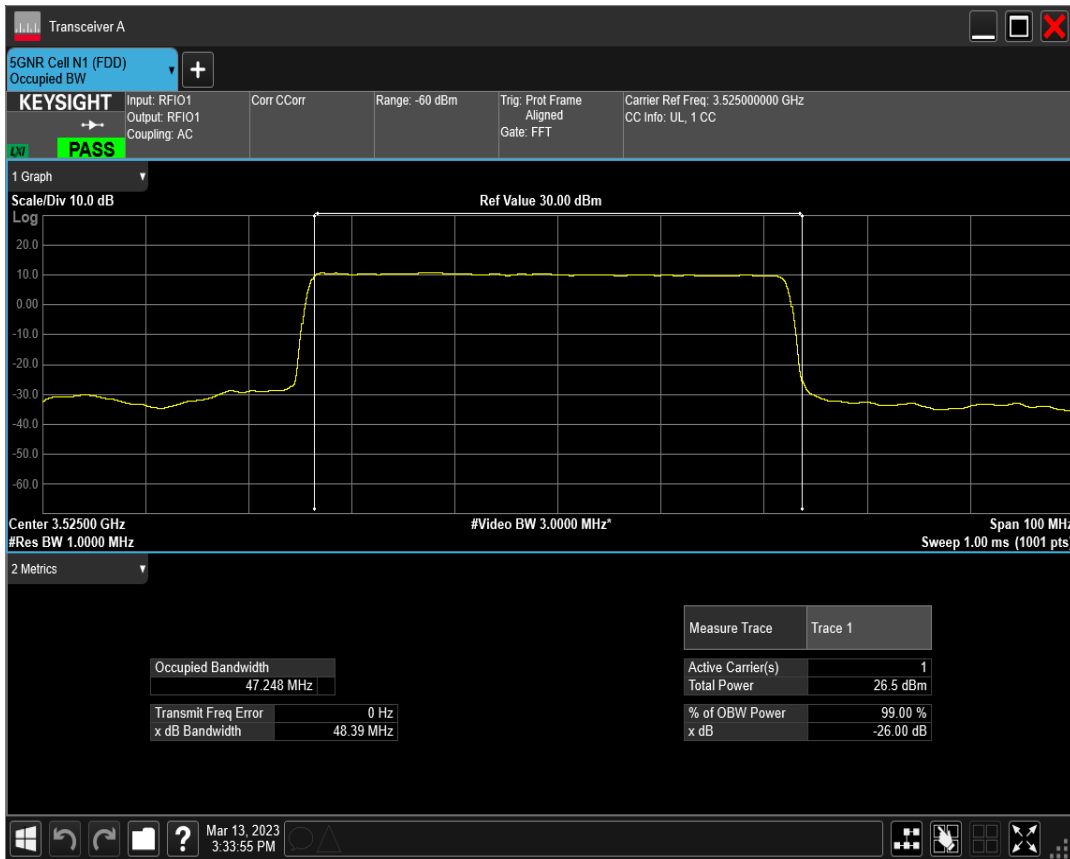 Transceiver A
5GNR Cell N1 (FDD)
Occupied BW
+
KEYSIGHT
LXI
PASS
Input: RFIO1
Output: RFIO1
Coupling: AC
Corr CCorr
Range: -60 dBm
Trig: Prot Frame
Aligned
Gate: FFT
Carrier Ref Freq: 3.525000000 GHz
CC Info: UL, 1 CC
1 Graph
Scale/Div 10.0 dB
Ref Value 30.00 dBm
Log
20.0
10.0
0.00
-10.0
-20.0
-30.0
-40.0
-50.0
-60.0
Center 3.52500 GHz
#Video BW 3.0000 MHz*
Span 100 MHz
#Res BW 1.0000 MHz
Sweep 1.00 ms (1001 pts)
2 Metrics
Measure Trace Trace 1
Occupied Bandwidth
47.248 MHz
Active Carrier(s) 1
Total Power 26.5 dBm
Transmit Freq Error 0 Hz
x dB Bandwidth 48.39 MHz
% of OBW Power 99.00 %
x dB -26.00 dB
?
Mar 13, 2023
3:33:55 PM